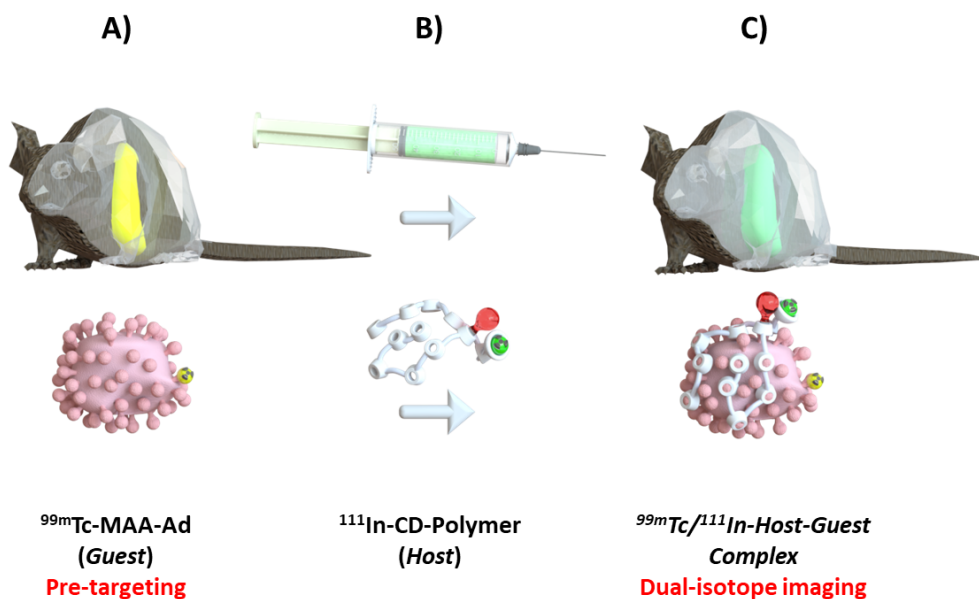 A)
B)
C)
⁹⁹ᵐTc-MAA-Ad
(Guest)
Pre-targeting
¹¹¹In-CD-Polymer
(Host)
⁹⁹ᵐTc/¹¹¹In-Host-Guest
Complex
Dual-isotope imaging